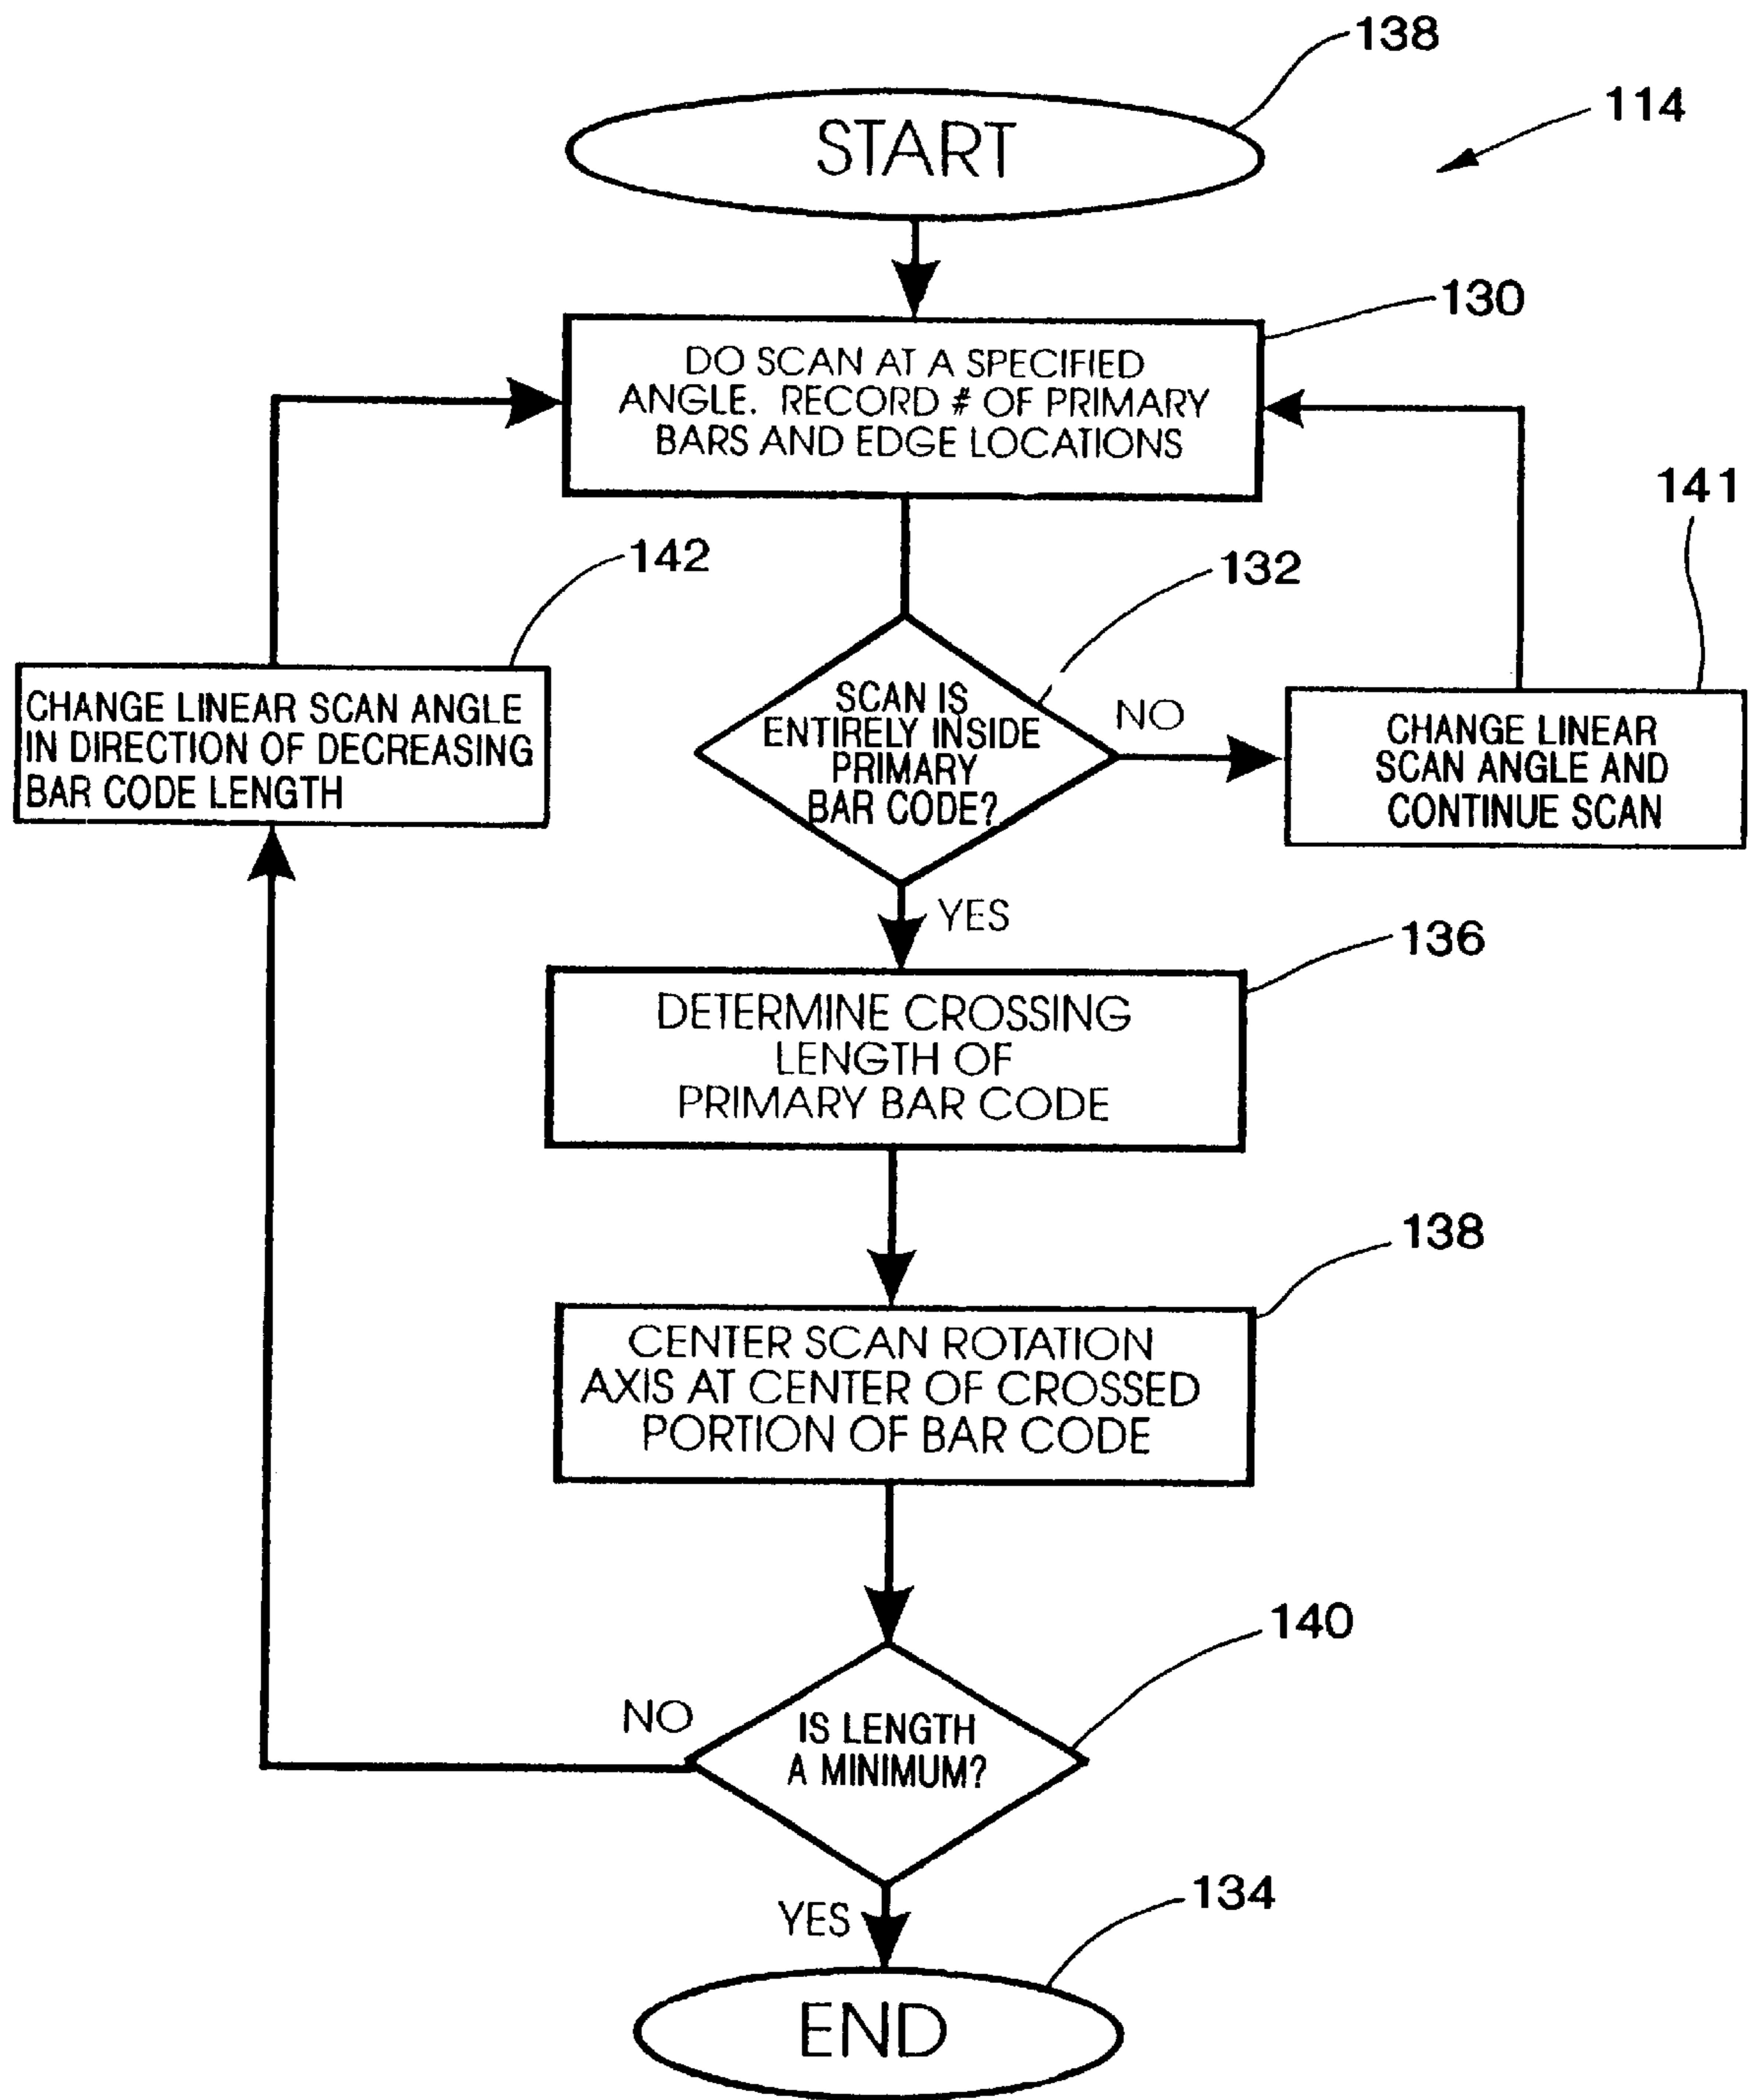 138
START
114
130
DO SCAN AT A SPECIFIED
ANGLE. RECORD # OF PRIMARY
BARS AND EDGE LOCATIONS
141
142
132
CHANGE LINEAR SCAN ANGLE
IN DIRECTION OF DECREASING
BAR CODE LENGTH
SCAN IS
ENTIRELY INSIDE
PRIMARY
BAR CODE?
NO
CHANGE LINEAR
SCAN ANGLE AND
CONTINUE SCAN
YES
136
DETERMINE CROSSING
LENGTH OF
PRIMARY BAR CODE
138
CENTER SCAN ROTATION
AXIS AT CENTER OF CROSSED
PORTION OF BAR CODE
140
NO
IS LENGTH
A MINIMUM?
YES
134
END